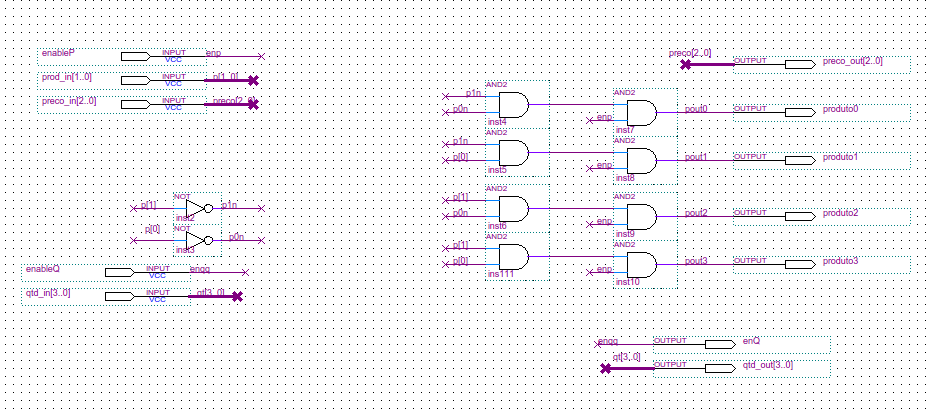 enableP INPUT VCC enp
prod_in[1..0] INPUT VCC p[1..0]
preco_in[2..0] INPUT VCC preco[2..0]
preco[2..0] OUTPUT preco_out[2..0]
AND2
p1n
p0n
inst4
AND2
enp
inst7
pout0 OUTPUT produto0
AND2
p1n
p[0]
inst5
AND2
enp
inst8
pout1 OUTPUT produto1
NOT
p[1] p1n
inst2
NOT
p[0] p0n
inst3
AND2
p[1]
p0n
inst6
AND2
enp
inst9
pout2 OUTPUT produto2
AND2
p[1]
p[0]
ins111
AND2
enp
inst10
pout3 OUTPUT produto3
enableQ INPUT VCC enqq
qtd_in[3..0] INPUT VCC qt[3..0]
enqq OUTPUT enQ
qt[3..0] OUTPUT qtd_out[3..0]